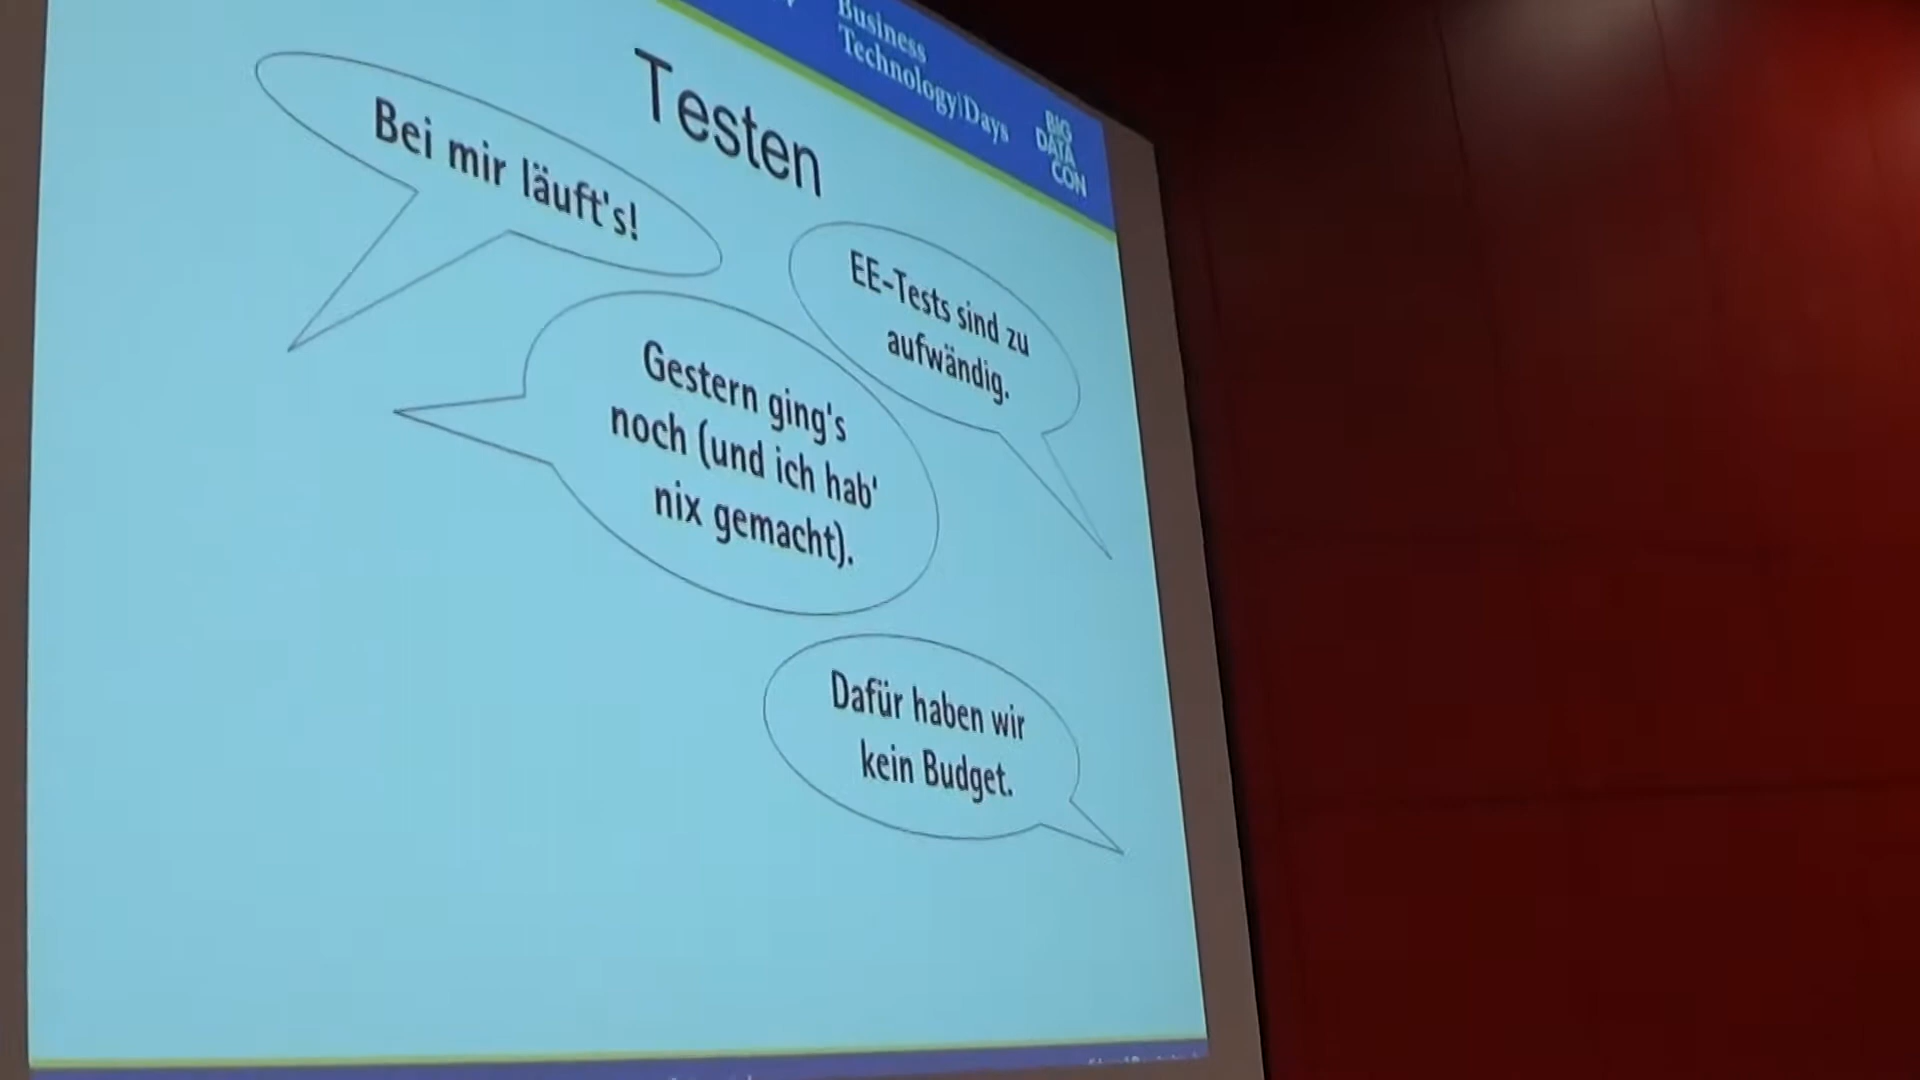 Business
Technology|Days
BIG
DATA
CON
Testen
Bei mir läuft's!
EE-Tests sind zu
aufwändig.
Gestern ging's
noch (und ich hab'
nix gemacht).
Dafür haben wir
kein Budget.